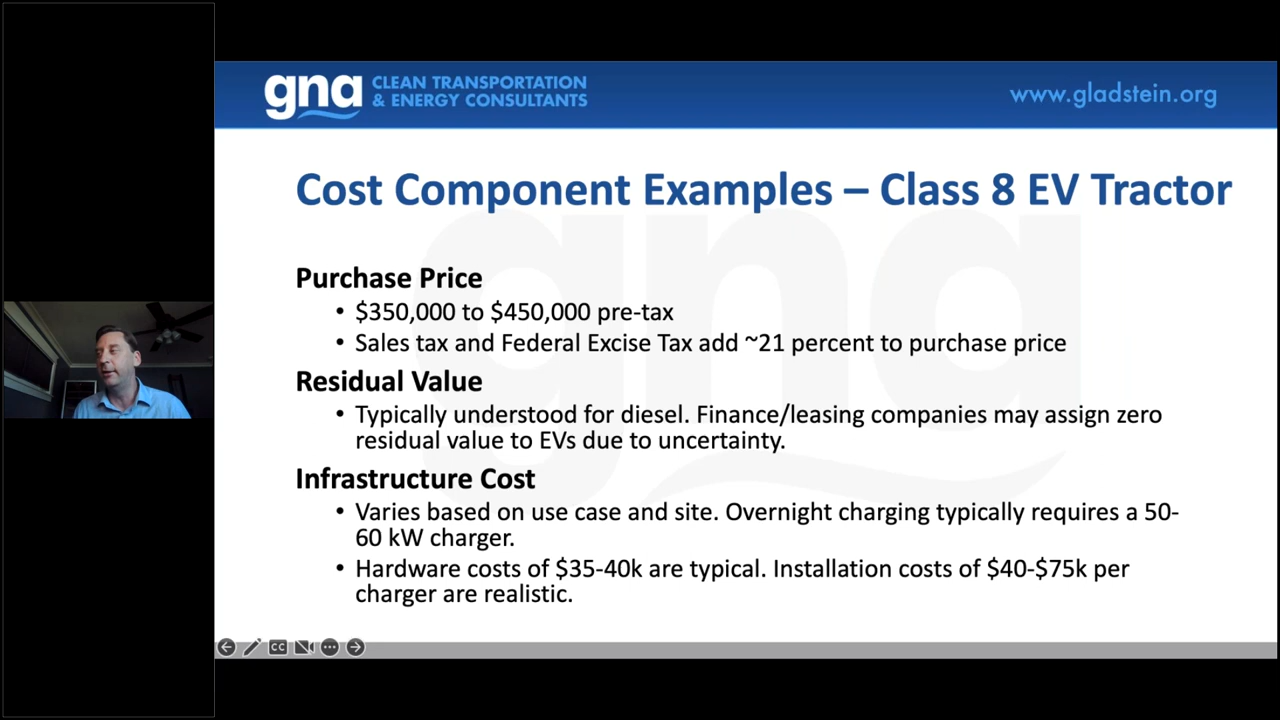 gna CLEAN TRANSPORTATION
& ENERGY CONSULTANTS
www.gladstein.org
Cost Component Examples – Class 8 EV Tractor
Purchase Price
• $350,000 to $450,000 pre-tax
• Sales tax and Federal Excise Tax add ~21 percent to purchase price
Residual Value
• Typically understood for diesel. Finance/leasing companies may assign zero
residual value to EVs due to uncertainty.
Infrastructure Cost
• Varies based on use case and site. Overnight charging typically requires a 50-
60 kW charger.
• Hardware costs of $35-40k are typical. Installation costs of $40-$75k per
charger are realistic.
CC